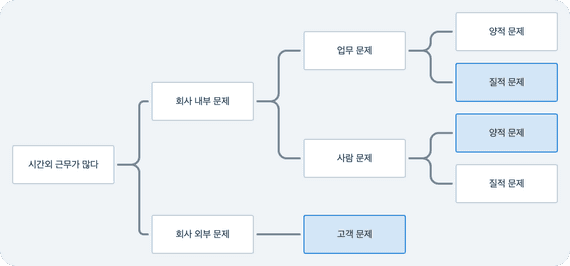 시간외 근무가 많다
회사 내부 문제
업무 문제
양적 문제
질적 문제
사람 문제
양적 문제
질적 문제
회사 외부 문제
고객 문제